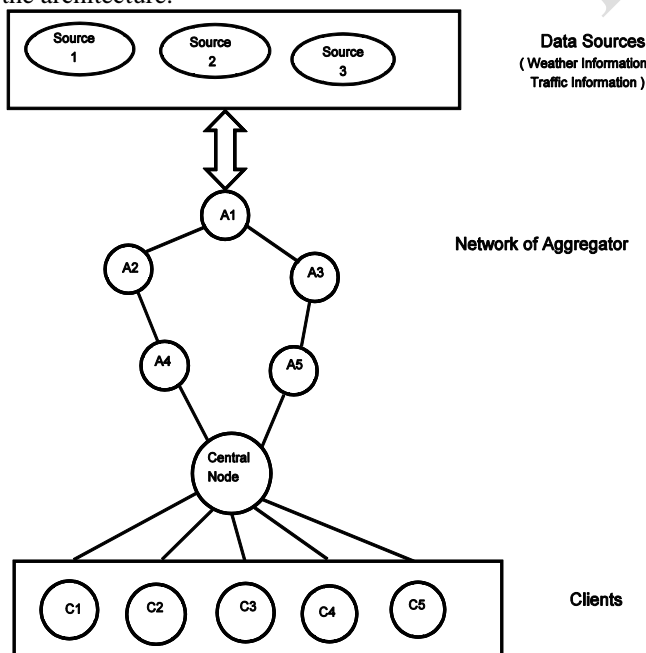 the architecture.
Source
1
Source
2
Source
3
Data Sources
( Weather Information
Traffic Information )
A1
Network of Aggregator
A2
A3
A4
A5
Central
Node
C1
C2
C3
C4
C5
Clients